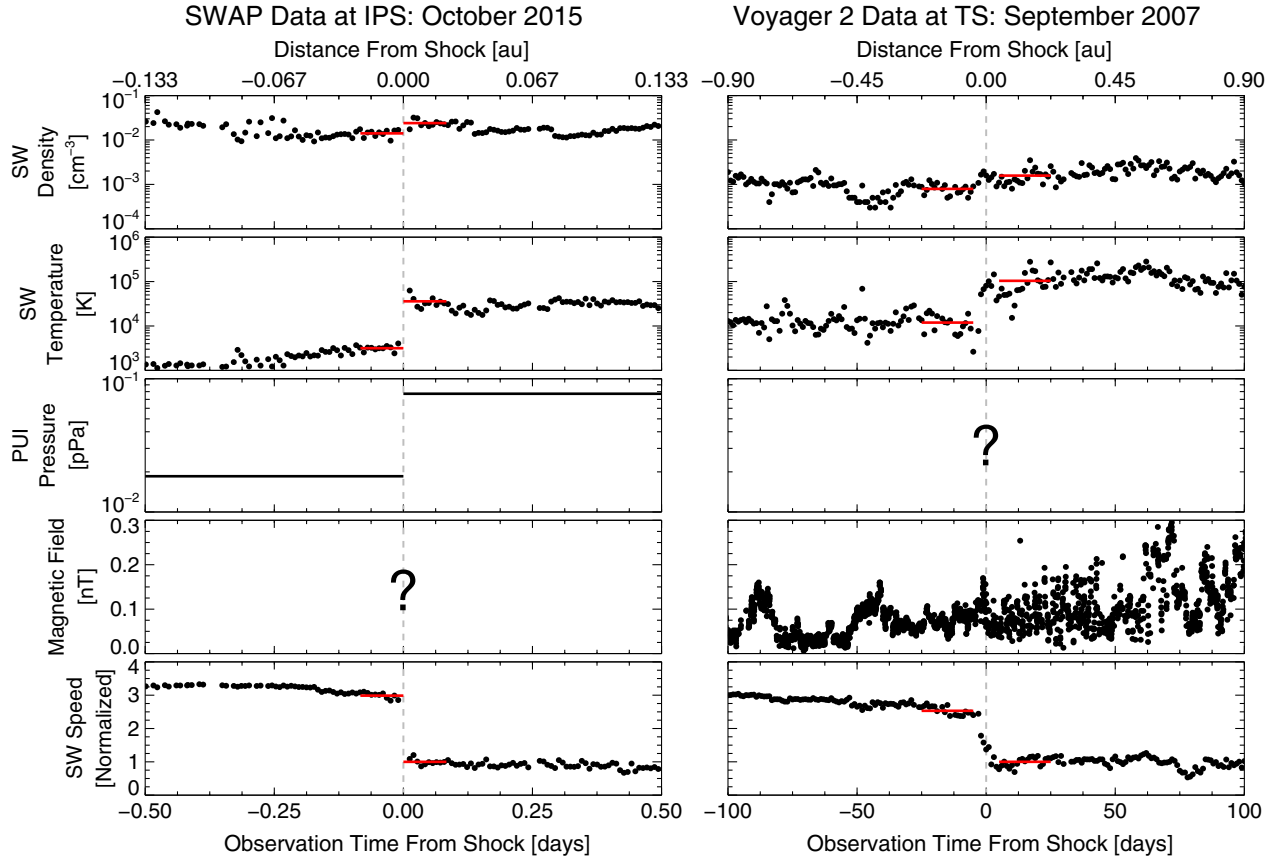 SWAP Data at IPS: October 2015
Distance From Shock [au]
−0.133 −0.067 0.000 0.067 0.133
SW
Density
[cm−3]
10−1
10−2
10−3
10−4
SW
Temperature
[K]
106
105
104
103
PUI
Pressure
[pPa]
10−1
10−2
Magnetic Field
[nT]
0.3
0.2
0.1
0.0
?
SW Speed
[Normalized]
4
3
2
1
0
−0.50 −0.25 0.00 0.25 0.50
Observation Time From Shock [days]
Voyager 2 Data at TS: September 2007
Distance From Shock [au]
−0.90 −0.45 0.00 0.45 0.90
?
−100 −50 0 50 100
Observation Time From Shock [days]